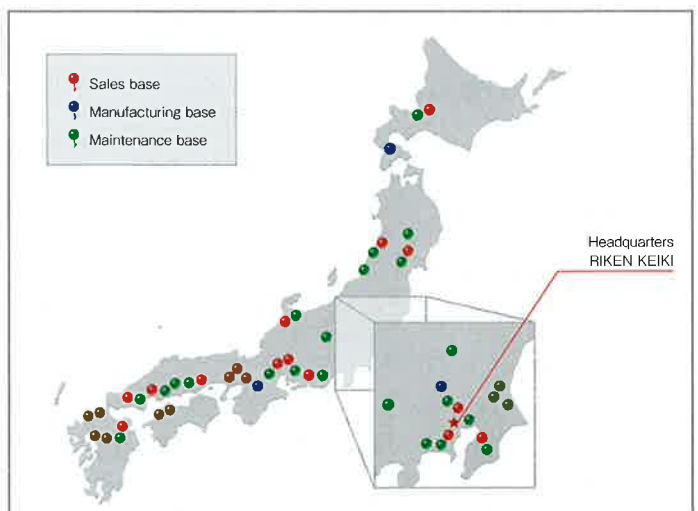 Sales base
Manufacturing base
Maintenance base
Headquarters
RIKEN KEIKI